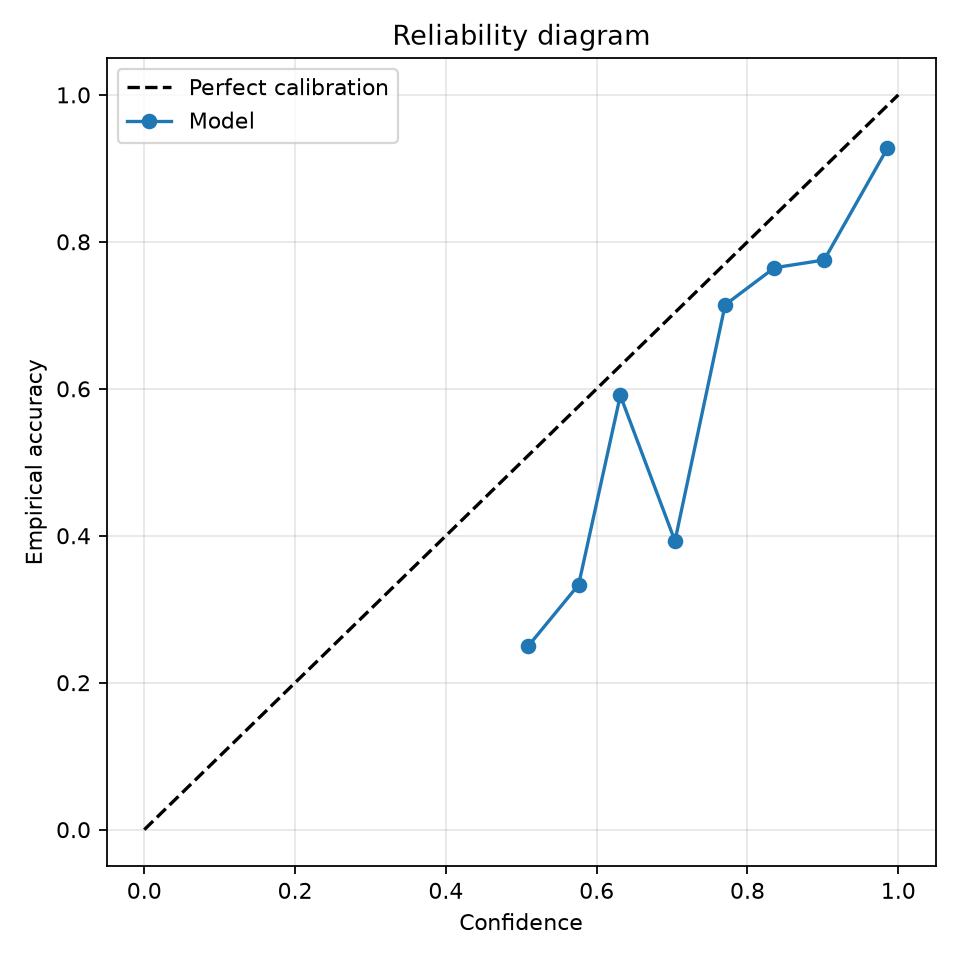 Reliability diagram
Perfect calibration
Model
1.0
0.8
0.6
0.4
0.2
0.0
Empirical accuracy
0.0 0.2 0.4 0.6 0.8 1.0
Confidence